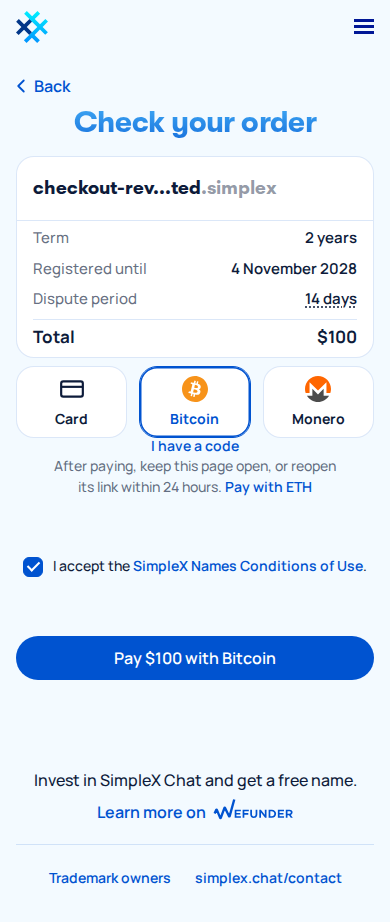 Back
Check your order
checkout-rev...ted.simplex
Term 2 years
Registered until 4 November 2028
Dispute period 14 days
Total $100
Card Bitcoin Monero
I have a code
After paying, keep this page open, or reopen
its link within 24 hours. Pay with ETH
I accept the SimpleX Names Conditions of Use.
Pay $100 with Bitcoin
Invest in SimpleX Chat and get a free name.
Learn more on WEFUNDER
Trademark owners simplex.chat/contact